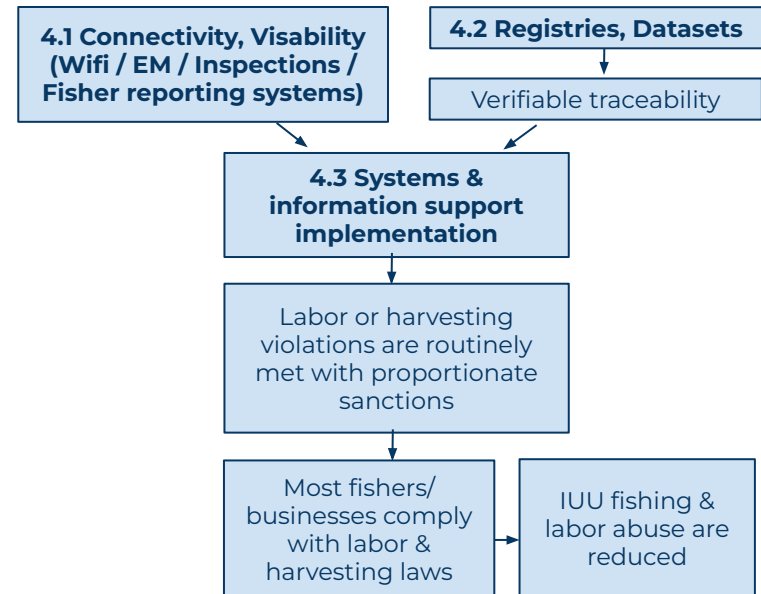 4.1 Connectivity, Visability
(Wifi / EM / Inspections /
Fisher reporting systems)
4.2 Registries, Datasets
Verifiable traceability
4.3 Systems &
information support
implementation
Labor or harvesting
violations are routinely
met with proportionate
sanctions
Most fishers/
businesses comply
with labor &
harvesting laws
IUU fishing &
labor abuse are
reduced